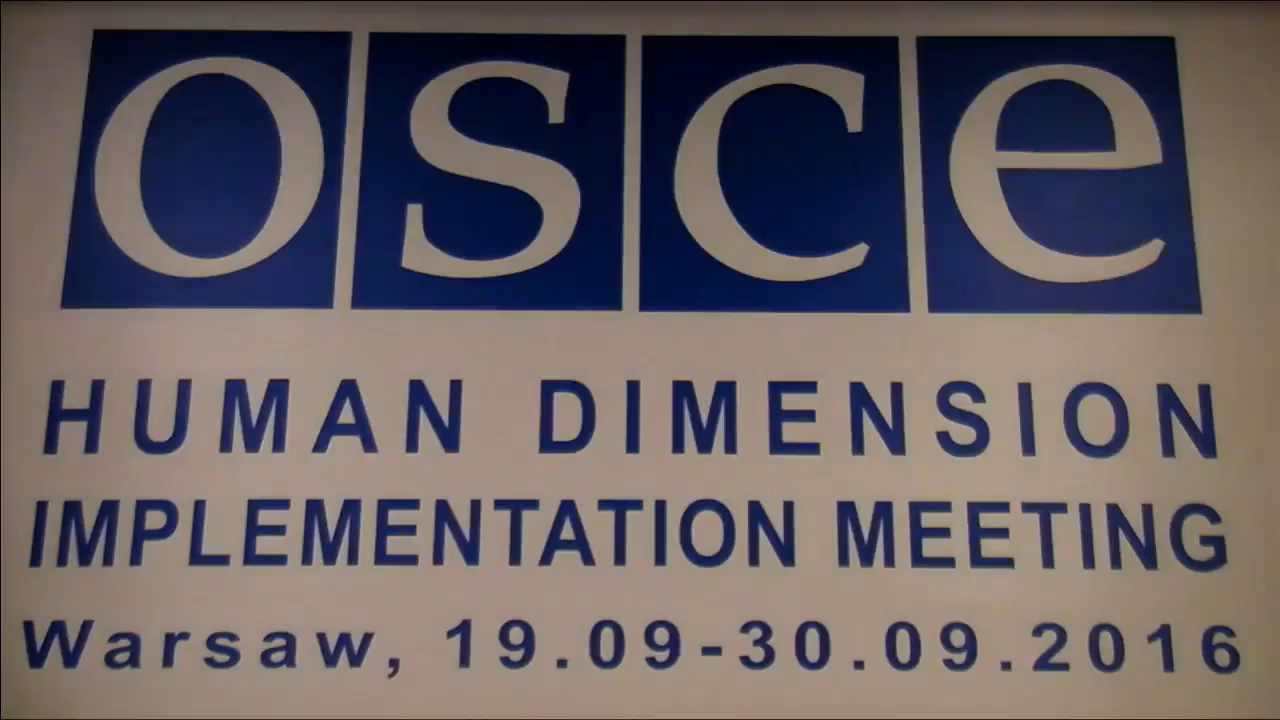 osce
HUMAN DIMENSION
IMPLEMENTATION MEETING
Warsaw, 19.09-30.09.2016